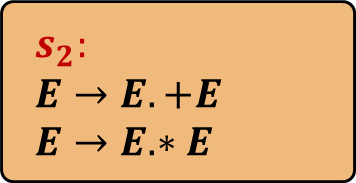 s₂:
E → E. +E
E → E.* E